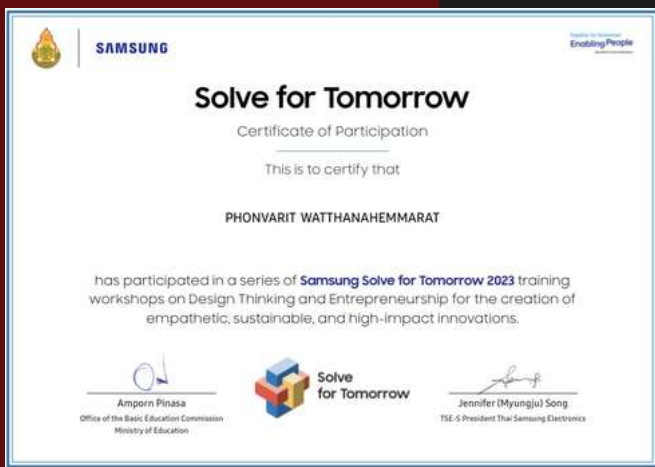 SAMSUNG
Together for Tomorrow!
Enabling People
Solve for Tomorrow
Certificate of Participation
This is to certify that
PHONVARIT WATTHANAHEMMARAT
has participated in a series of Samsung Solve for Tomorrow 2023 training
workshops on Design Thinking and Entrepreneurship for the creation of
empathetic, sustainable, and high-impact innovations.
Amporn Pinasa
Office of the Basic Education Commission
Ministry of Education
Solve
for Tomorrow
Jennifer (Myungju) Song
TSE-S President Thai Samsung Electronics